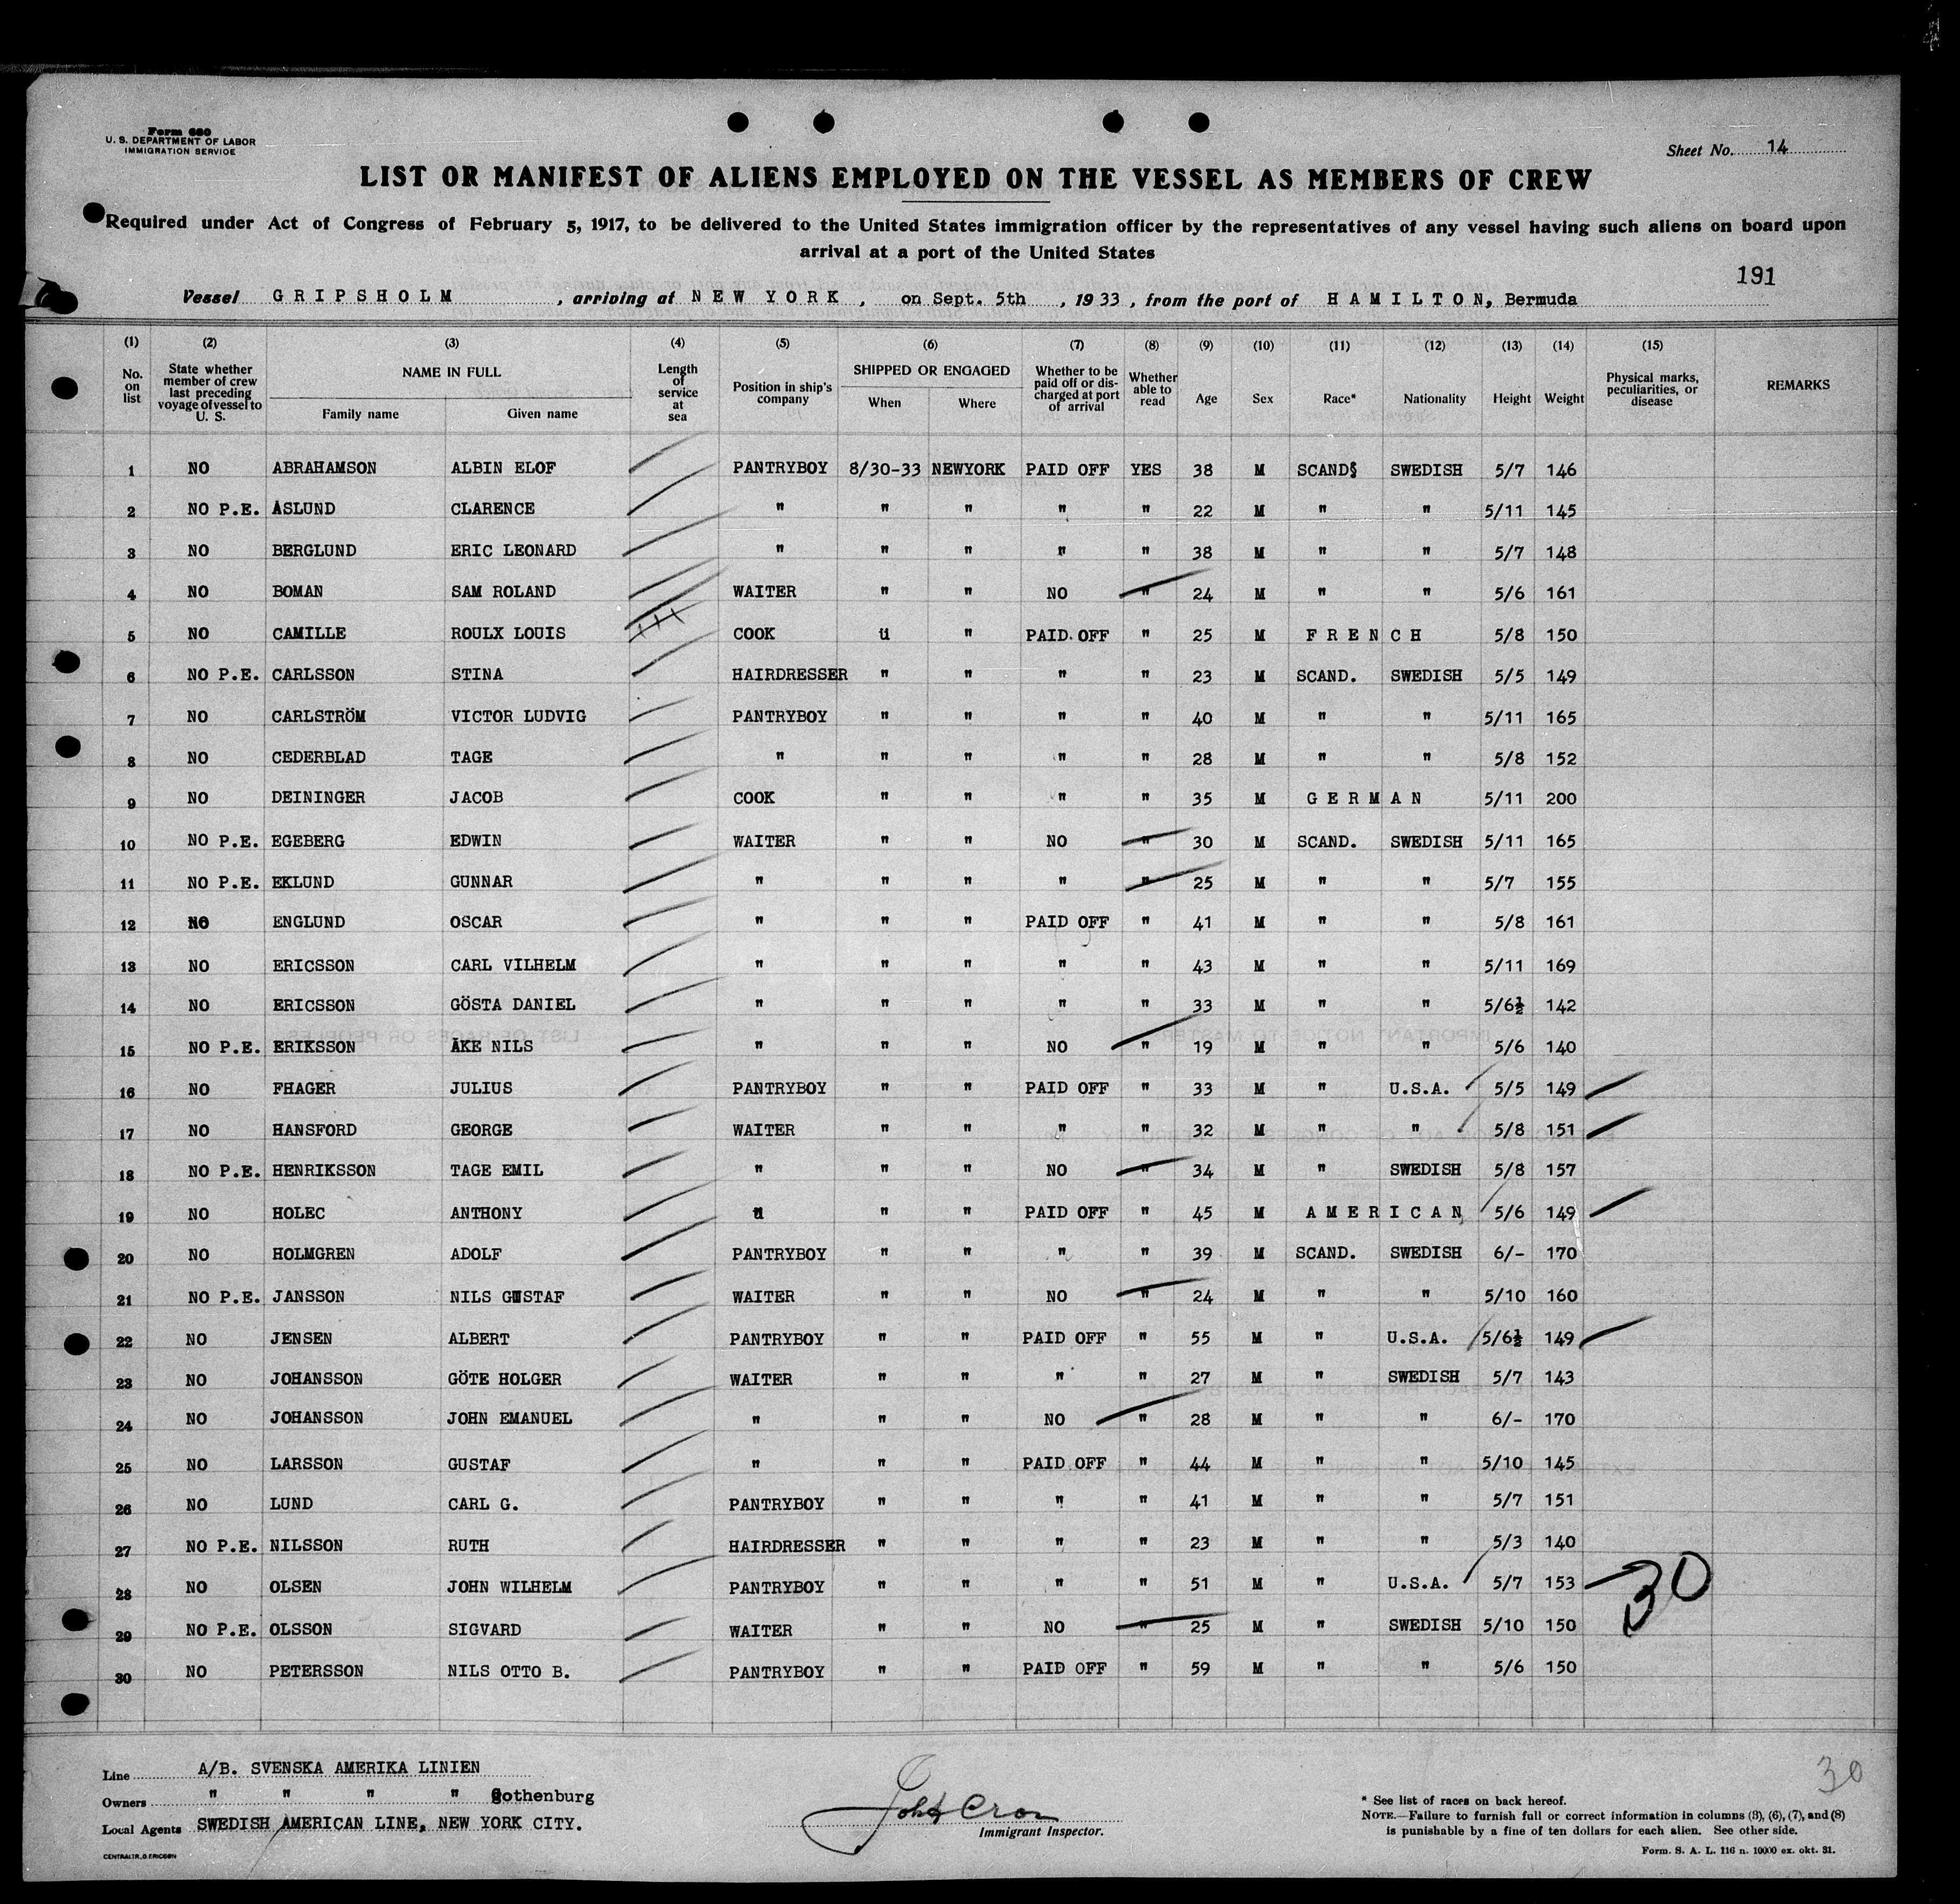 Form 680
U. S. DEPARTMENT OF LABOR
IMMIGRATION SERVICE
Sheet No. 14
LIST OR MANIFEST OF ALIENS EMPLOYED ON THE VESSEL AS MEMBERS OF CREW
Required under Act of Congress of February 5, 1917, to be delivered to the United States immigration officer by the representatives of any vessel having such aliens on board upon
arrival at a port of the United States
191
Vessel GRIPSHOLM, arriving at NEW YORK, on Sept. 5th, 1933, from the port of HAMILTON, Bermuda
(1) (2) (3) (4) (5) (6) (7) (8) (9) (10) (11) (12) (13) (14) (15)
No. on list State whether member of crew last preceding voyage of vessel to U. S. NAME IN FULL Family name Given name Length of service at sea Position in ship's company SHIPPED OR ENGAGED When Where Whether to be paid off or discharged at port of arrival Whether able to read Age Sex Race* Nationality Height Weight Physical marks, peculiarities, or disease REMARKS
1 NO ABRAHAMSON ALBIN ELOF PANTRYBOY 8/30-33 NEWYORK PAID OFF YES 38 M SCANDS SWEDISH 5/7 146
2 NO P.E. ÅSLUND CLARENCE " " " " " 22 M " " 5/11 145
3 NO BERGLUND ERIC LEONARD " " " " " 38 M " " 5/7 148
4 NO BOMAN SAM ROLAND WAITER " " NO " 24 M " " 5/6 161
5 NO CAMILLE ROULX LOUIS COOK " " PAID OFF " 25 M FRENCH 5/8 150
6 NO P.E. CARLSSON STINA HAIRDRESSER " " " " 23 M SCAND. SWEDISH 5/5 149
7 NO CARLSTRÖM VICTOR LUDVIG PANTRYBOY " " " " 40 M " " 5/11 165
8 NO CEDERBLAD TAGE " " " " " 28 M " " 5/8 152
9 NO DEININGER JACOB COOK " " " " 35 M GERMAN 5/11 200
10 NO P.E. EGEBERG EDWIN WAITER " " NO " 30 M SCAND. SWEDISH 5/11 165
11 NO P.E. EKLUND GUNNAR " " " " " 25 M " " 5/7 155
12 NO ENGLUND OSCAR " " " PAID OFF " 41 M " " 5/8 161
13 NO ERICSSON CARL VILHELM " " " " " 43 M " " 5/11 169
14 NO ERICSSON GÖSTA DANIEL " " " " " 33 M " " 5/6½ 142
15 NO P.E. ERIKSSON ÅKE NILS " " " NO " 19 M " " 5/6 140
16 NO FHAGER JULIUS PANTRYBOY " " PAID OFF " 33 M " U.S.A. 5/5 149
17 NO HANSFORD GEORGE WAITER " " " " 32 M " " 5/8 151
18 NO P.E. HENRIKSSON TAGE EMIL " " " NO " 34 M " SWEDISH 5/8 157
19 NO HOLEC ANTHONY " " " PAID OFF " 45 M AMERICAN 5/6 149
20 NO HOLMGREN ADOLF PANTRYBOY " " " " 39 M SCAND. SWEDISH 6/- 170
21 NO P.E. JANSSON NILS GUSTAF WAITER " " NO " 24 M " " 5/10 160
22 NO JENSEN ALBERT PANTRYBOY " " PAID OFF " 55 M " U.S.A. 5/6½ 149
23 NO JOHANSSON GÖTE HOLGER WAITER " " " " 27 M " SWEDISH 5/7 143
24 NO JOHANSSON JOHN EMANUEL " " " NO " 28 M " " 6/- 170
25 NO LARSSON GUSTAF " " " PAID OFF " 44 M " " 5/10 145
26 NO LUND CARL G. PANTRYBOY " " " " 41 M " " 5/7 151
27 NO P.E. NILSSON RUTH HAIRDRESSER " " " " 23 M " " 5/3 140
28 NO OLSEN JOHN WILHELM PANTRYBOY " " " " 51 M " U.S.A. 5/7 153 30
29 NO P.E. OLSSON SIGVARD WAITER " " NO " 25 M " SWEDISH 5/10 150
30 NO PETERSSON NILS OTTO B. PANTRYBOY " " PAID OFF " 59 M " " 5/6 150
30
Line A/B. SVENSKA AMERIKA LINIEN
Owners " " " " Gothenburg
Local Agents SWEDISH AMERICAN LINE, NEW YORK CITY.
CENTRALTR. G. ERICSON
John Cron
Immigrant Inspector.
* See list of races on back hereof.
NOTE.—Failure to furnish full or correct information in columns (3), (6), (7), and (8)
is punishable by a fine of ten dollars for each alien. See other side.
Form. S. A. L. 116 n. 10000 ex. okt. 31.